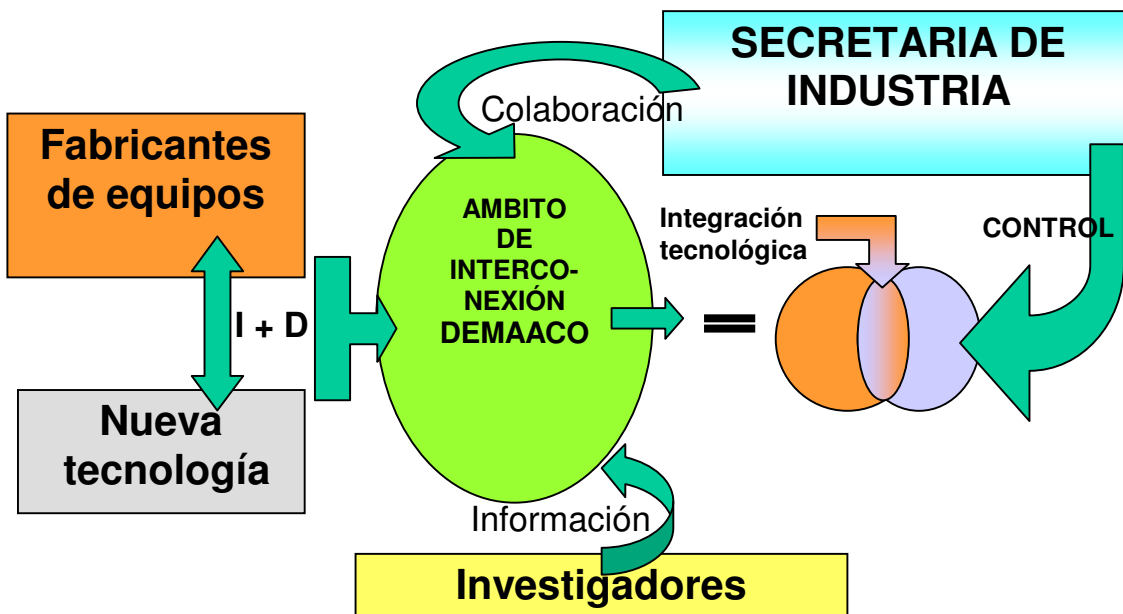 SECRETARIA DE
INDUSTRIA
Colaboración
Fabricantes
de equipos
I + D
Nueva
tecnología
AMBITO
DE
INTERCO-
NEXIÓN
DEMAACO
Integración
tecnológica
=
CONTROL
Información
Investigadores